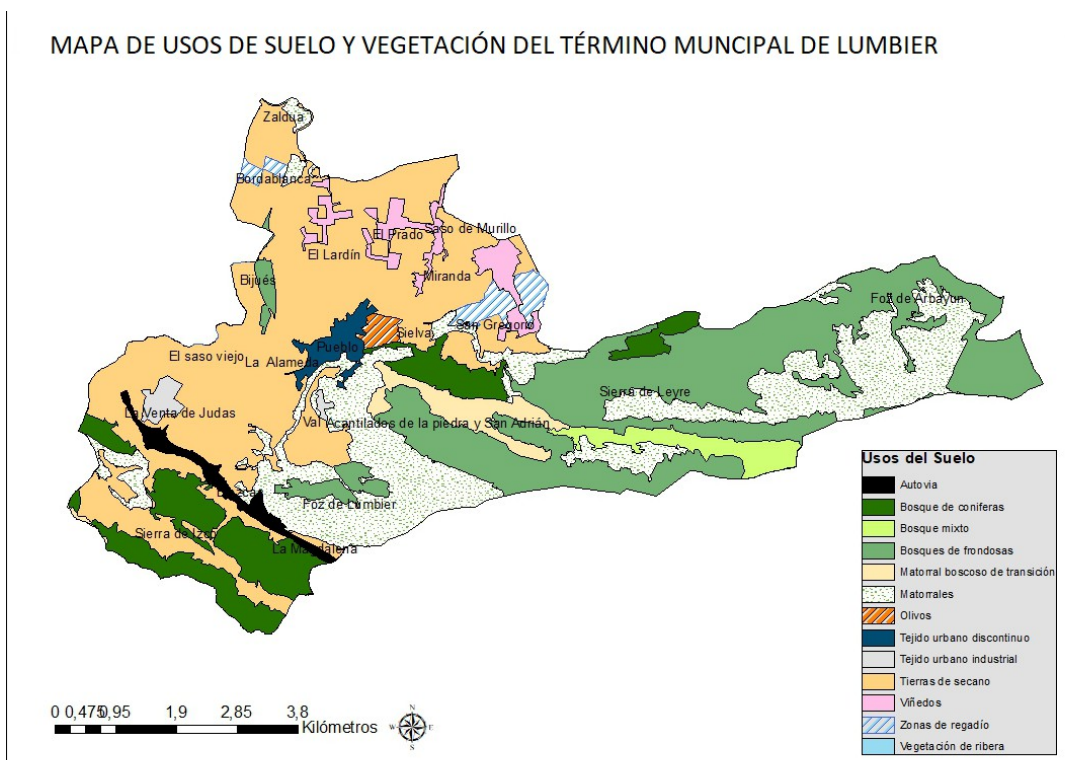 MAPA DE USOS DE SUELO Y VEGETACIÓN DEL TÉRMINO MUNCIPAL DE LUMBIER
Zaldua
Bordablanca
Saso de Murillo
El Prado
El Lardín
Miranda
Bijués
Foz de Arbayun
San Gregorio
Sielva
Pueblo
El saso viejo
La Alameda
Sierra de Leyre
La Venta de Judas
Val
Acantilados de la piedra y San Adrián
Foz de Lumbier
Sierra de Izco
La Magdalena
Usos del Suelo
Autovia
Bosque de coniferas
Bosque mixto
Bosques de frondosas
Matorral boscoso de transición
Matorrales
Olivos
Tejido urbano discontinuo
Tejido urbano industrial
Tierras de secano
Viñedos
Zonas de regadío
Vegetación de ribera
0 0,475 0,95 1,9 2,85 3,8
Kilómetros
N
W E
S